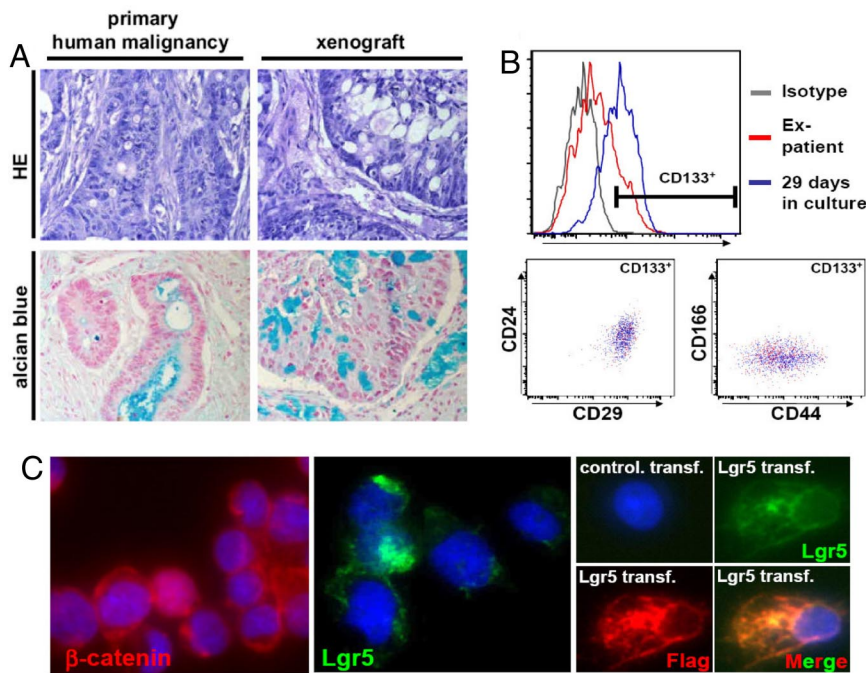 primary
human malignancy
xenograft
A
HE
alcian blue
B
CD133+
Isotype
Ex-
patient
29 days
in culture
CD133+
CD24
CD29
CD133+
CD166
CD44
C
β-catenin
Lgr5
control. transf.
Lgr5 transf.
Lgr5
Lgr5 transf.
Flag
Lgr5 transf.
Merge